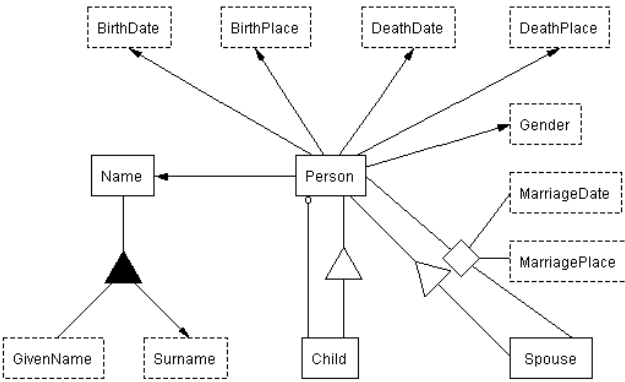 BirthDate
BirthPlace
DeathDate
DeathPlace
Gender
Name
Person
MarriageDate
MarriagePlace
GivenName
Surname
Child
Spouse